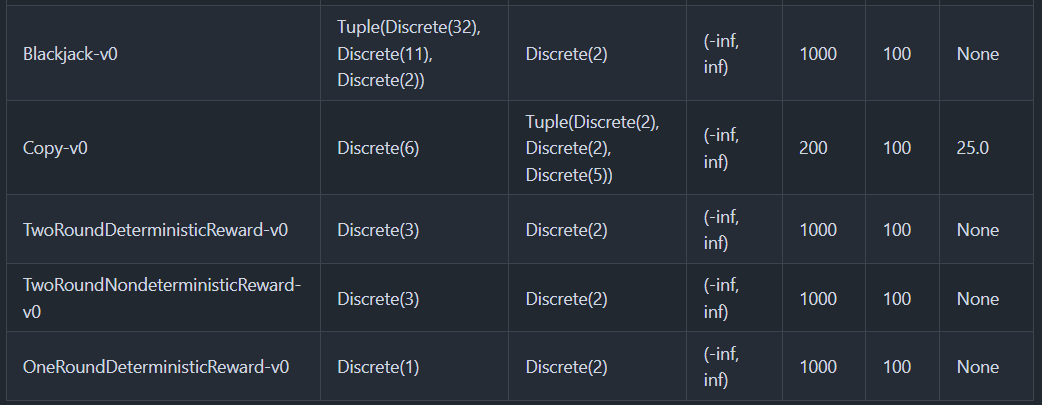 Blackjack-v0
Tuple(Discrete(32),
Discrete(11),
Discrete(2))
Discrete(2)
(-inf,
inf)
1000
100
None
Copy-v0
Discrete(6)
Tuple(Discrete(2),
Discrete(2),
Discrete(5))
(-inf,
inf)
200
100
25.0
TwoRoundDeterministicReward-v0
Discrete(3)
Discrete(2)
(-inf,
inf)
1000
100
None
TwoRoundNondeterministicReward-
v0
Discrete(3)
Discrete(2)
(-inf,
inf)
1000
100
None
OneRoundDeterministicReward-v0
Discrete(1)
Discrete(2)
(-inf,
inf)
1000
100
None